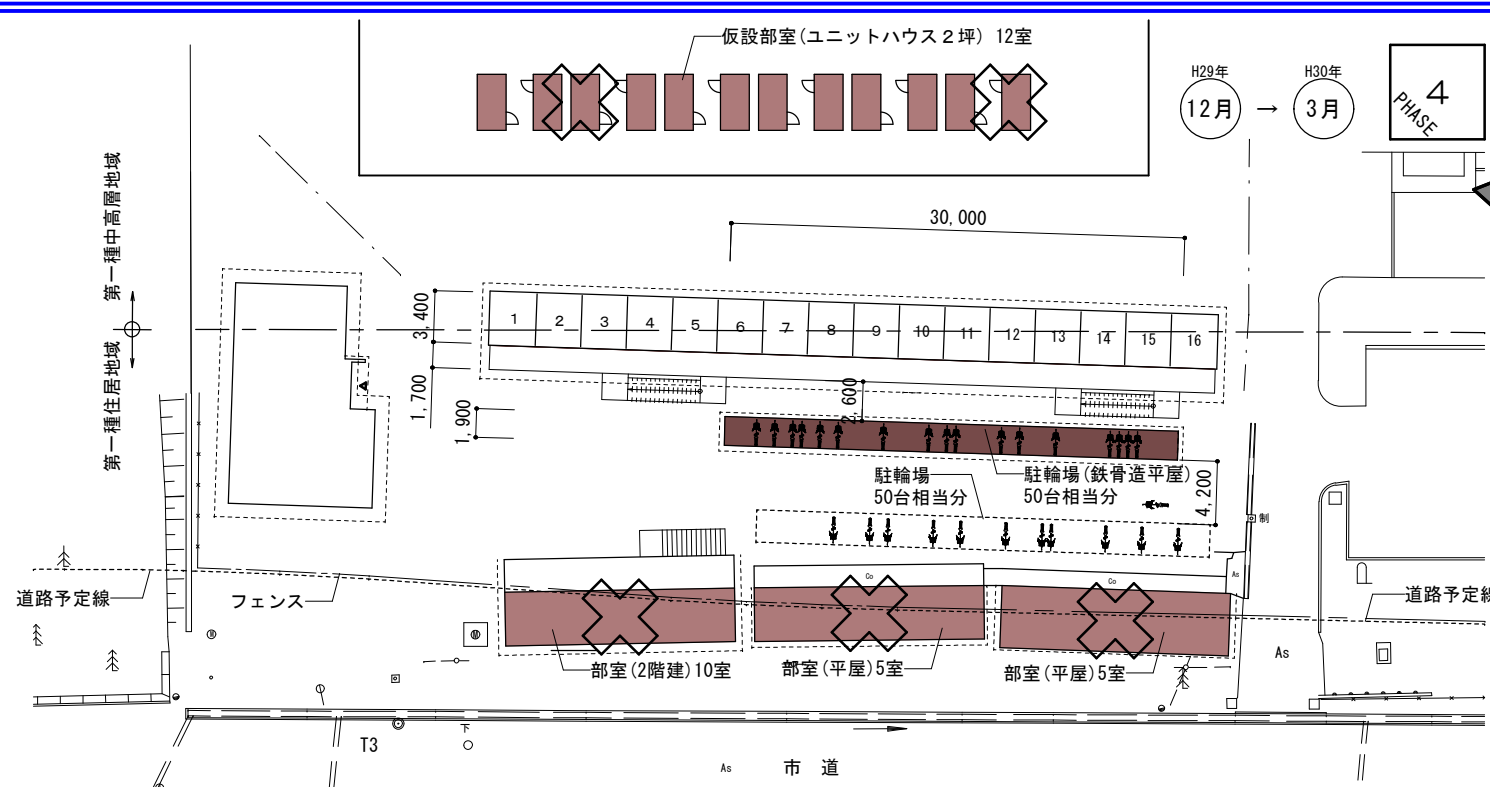 仮設部室(ユニットハウス2坪) 12室
H29年
12月
→
H30年
3月
4
PHASE
第一種中高層地域
第一種住居地域
30,000
3,400
1,700
1,900
2,600
4,200
1
2
3
4
5
6
7
8
9
10
11
12
13
14
15
16
駐輪場
50台相当分
駐輪場(鉄骨造平屋)
50台相当分
制
道路予定線
フェンス
Co
Co
As
道路予定線
部室(2階建)10室
部室(平屋)5室
部室(平屋)5室
As
M
M
T3
下
As
市 道